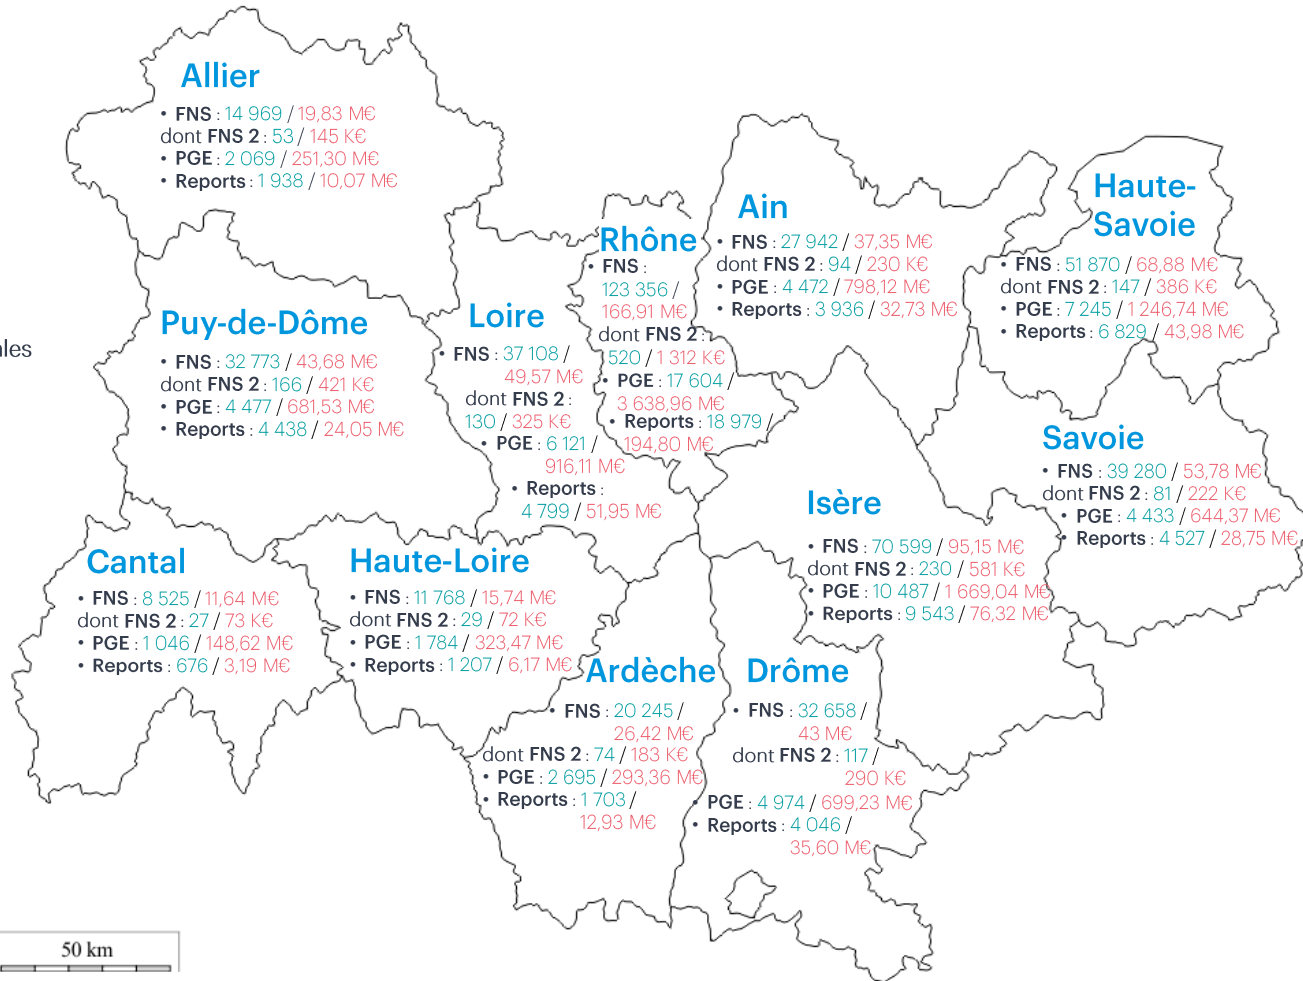 Allier
• FNS : 14 969 / 19,83 M€
dont FNS 2 : 53 / 145 K€
• PGE : 2 069 / 251,30 M€
• Reports : 1 938 / 10,07 M€
Puy-de-Dôme
• FNS : 32 773 / 43,68 M€
dont FNS 2 : 166 / 421 K€
• PGE : 4 477 / 681,53 M€
• Reports : 4 438 / 24,05 M€
Loire
• FNS : 37 108 /
49,57 M€
dont FNS 2 :
130 / 325 K€
• PGE : 6 121 /
916,11 M€
• Reports :
4 799 / 51,95 M€
Rhône
• FNS :
123 356 /
166,91 M€
dont FNS 2 :
520 / 1 312 K€
• PGE : 17 604 /
3 638,96 M€
• Reports : 18 979 /
194,80 M€
Ain
• FNS : 27 942 / 37,35 M€
dont FNS 2 : 94 / 230 K€
• PGE : 4 472 / 798,12 M€
• Reports : 3 936 / 32,73 M€
Haute-
Savoie
• FNS : 51 870 / 68,88 M€
dont FNS 2 : 147 / 386 K€
• PGE : 7 245 / 1 246,74 M€
• Reports : 6 829 / 43,98 M€
Savoie
• FNS : 39 280 / 53,78 M€
dont FNS 2 : 81 / 222 K€
• PGE : 4 433 / 644,37 M€
• Reports : 4 527 / 28,75 M€
Isère
• FNS : 70 599 / 95,15 M€
dont FNS 2 : 230 / 581 K€
• PGE : 10 487 / 1 669,04 M€
• Reports : 9 543 / 76,32 M€
Cantal
• FNS : 8 525 / 11,64 M€
dont FNS 2 : 27 / 73 K€
• PGE : 1 046 / 148,62 M€
• Reports : 676 / 3,19 M€
Haute-Loire
• FNS : 11 768 / 15,74 M€
dont FNS 2 : 29 / 72 K€
• PGE : 1 784 / 323,47 M€
• Reports : 1 207 / 6,17 M€
Ardèche
• FNS : 20 245 /
26,42 M€
dont FNS 2 : 74 / 183 K€
• PGE : 2 695 / 293,36 M€
• Reports : 1 703 /
12,93 M€
Drôme
• FNS : 32 658 /
43 M€
dont FNS 2 : 117 /
290 K€
• PGE : 4 974 / 699,23 M€
• Reports : 4 046 /
35,60 M€
50 km